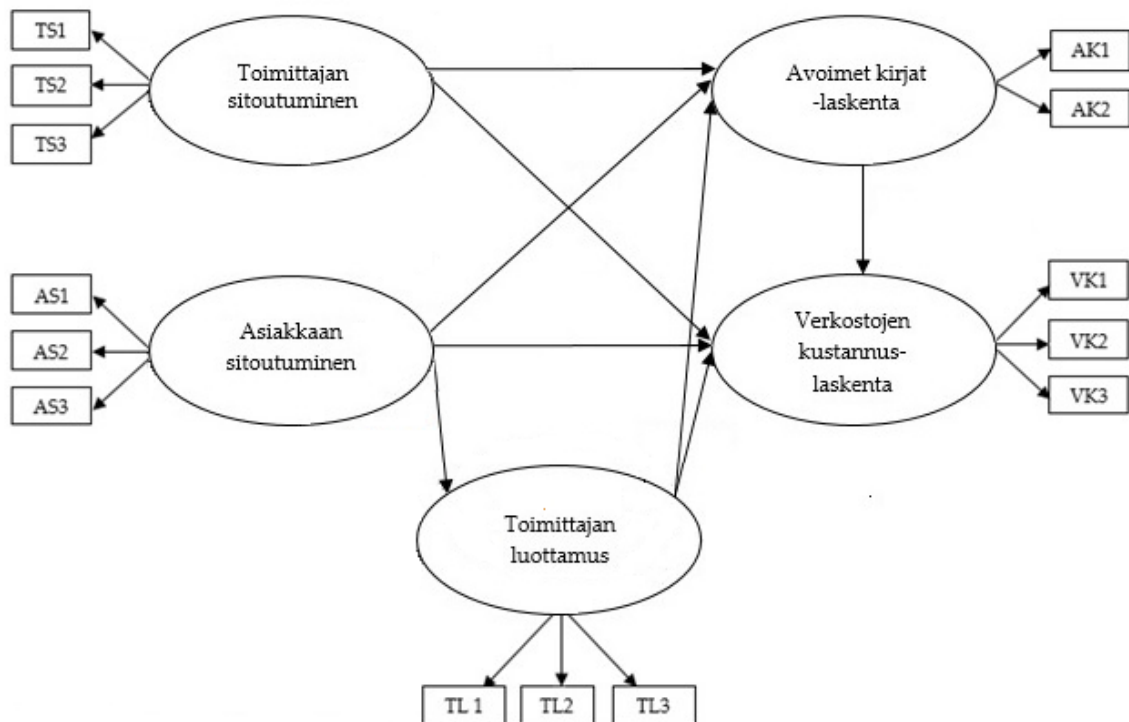 TS1
TS2
TS3
Toimittajan
sitoutuminen
Avoimet kirjat
-laskenta
AK1
AK2
AS1
AS2
AS3
Asiakkaan
sitoutuminen
Verkostojen
kustannus-
laskenta
VK1
VK2
VK3
Toimittajan
luottamus
TL 1
TL2
TL3